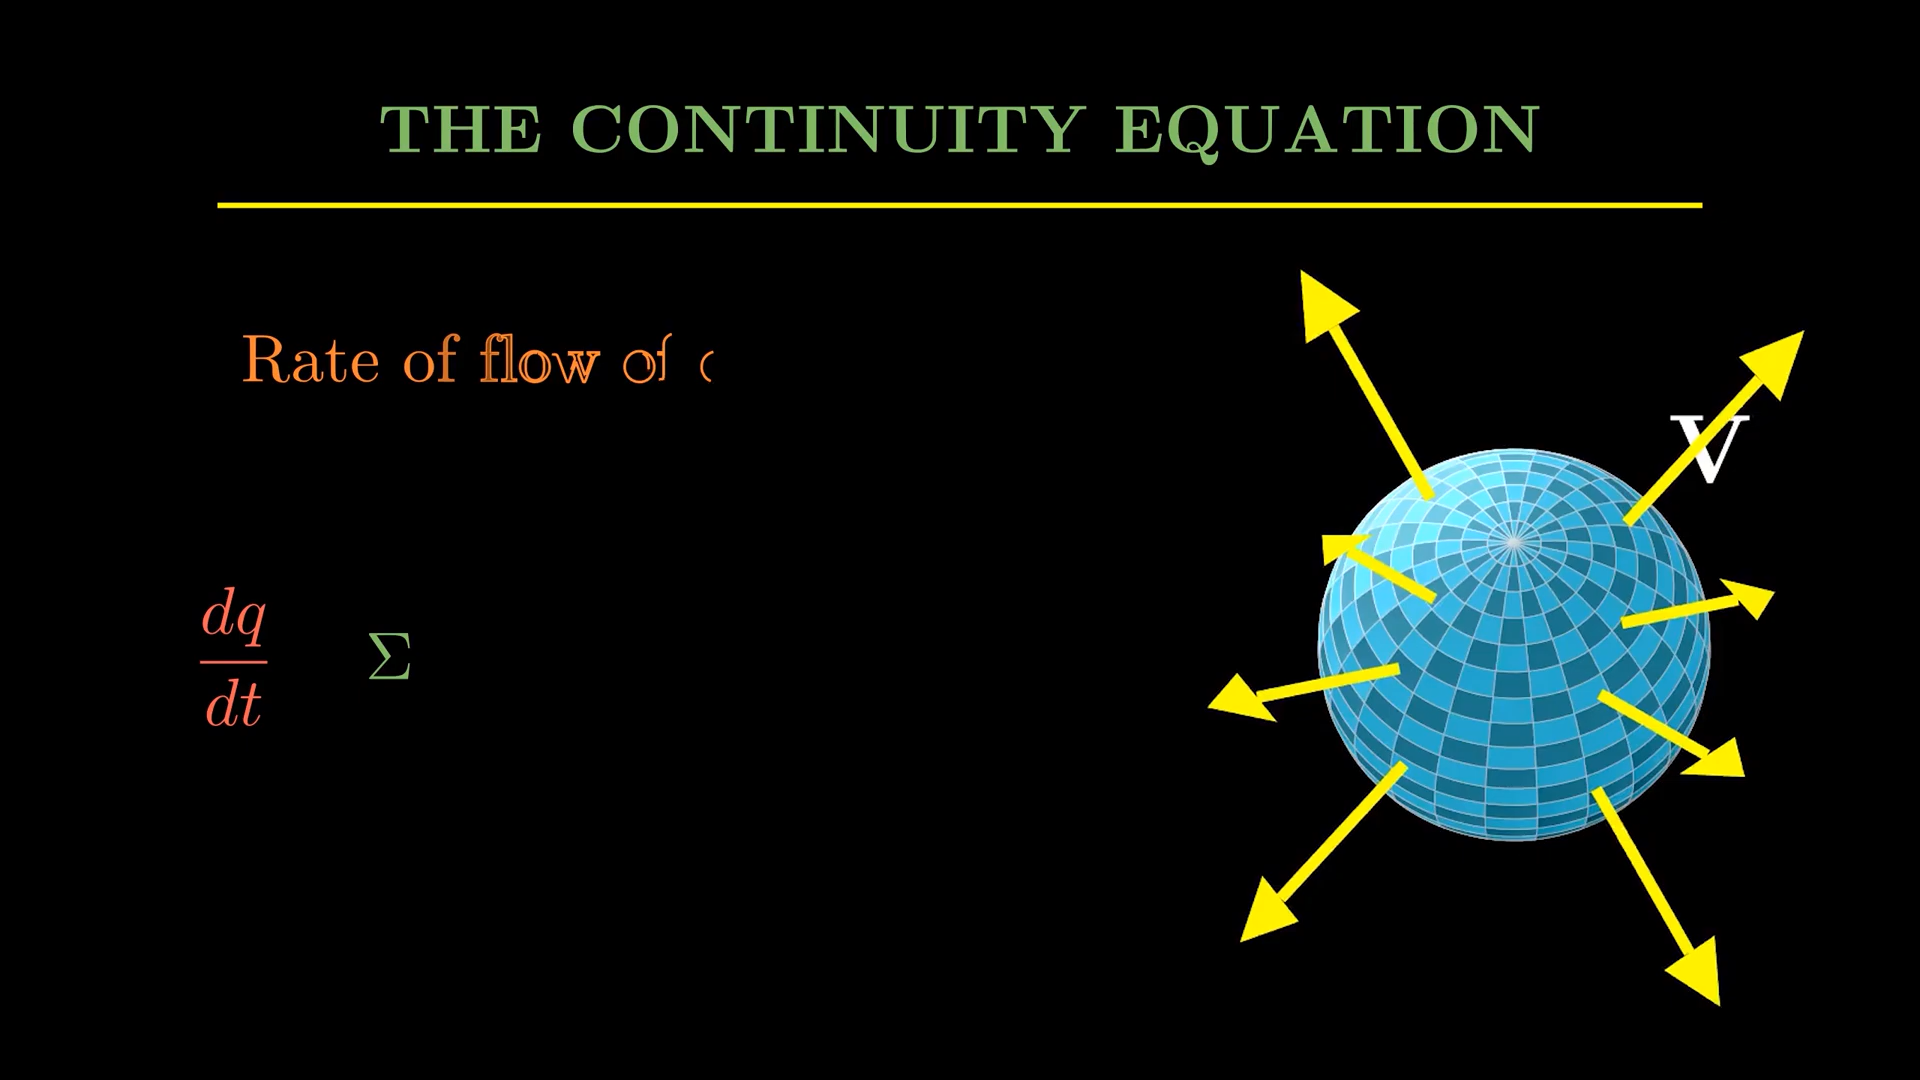 THE CONTINUITY EQUATION
Rate of flow of
V
dq
dt
Σ